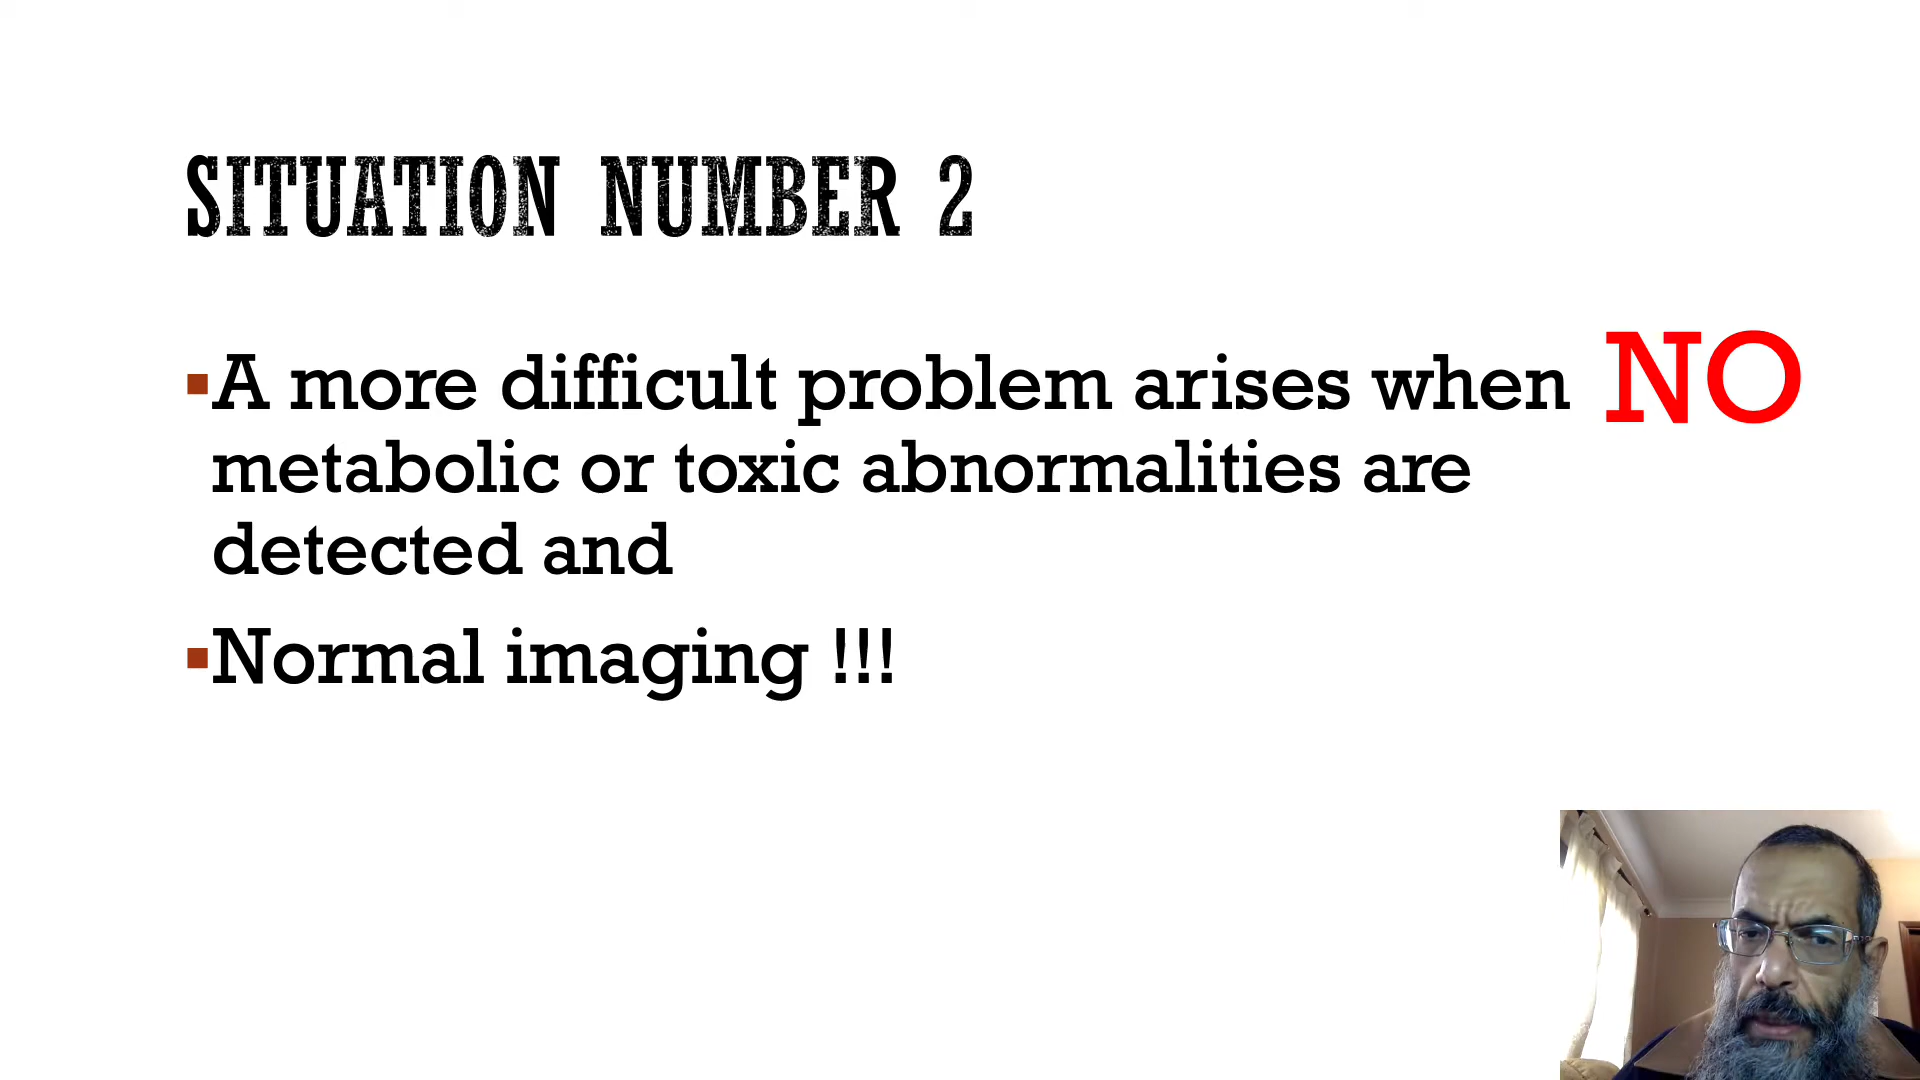 SITUATION NUMBER 2
▪A more difficult problem arises when NO
metabolic or toxic abnormalities are
detected and
▪Normal imaging !!!